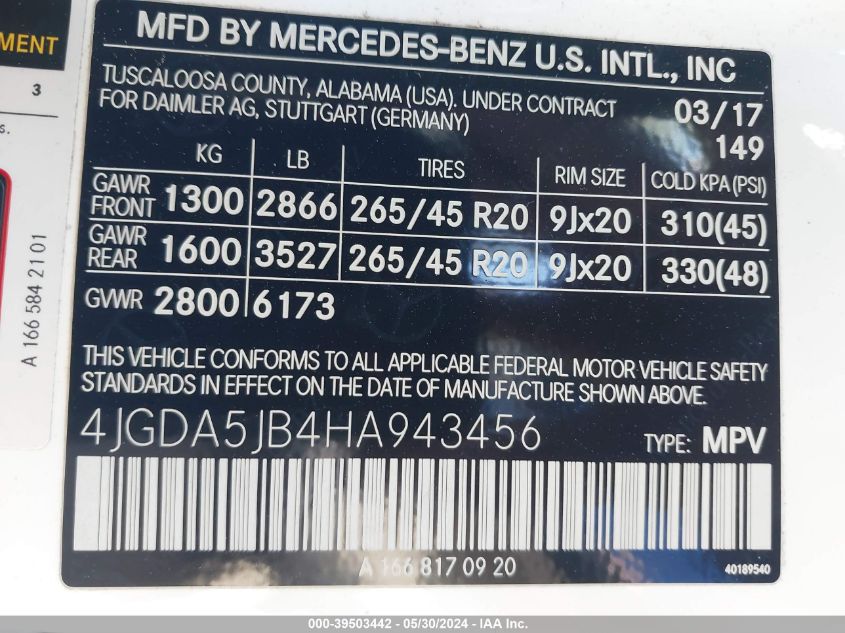 MENT
3
s.
A 166 584 21 01
MFD BY MERCEDES-BENZ U.S. INTL., INC
TUSCALOOSA COUNTY, ALABAMA (USA). UNDER CONTRACT
FOR DAIMLER AG, STUTTGART (GERMANY)
03/17
149
KG LB TIRES RIM SIZE COLD KPA (PSI)
GAWR FRONT 1300 2866 265/45 R20 9Jx20 310(45)
GAWR REAR 1600 3527 265/45 R20 9Jx20 330(48)
GVWR 2800 6173
THIS VEHICLE CONFORMS TO ALL APPLICABLE FEDERAL MOTOR VEHICLE SAFETY
STANDARDS IN EFFECT ON THE DATE OF MANUFACTURE SHOWN ABOVE.
4JGDA5JB4HA943456 TYPE: MPV
A 166 817 09 20
40189540
000-39503442 - 05/30/2024 - IAA Inc.